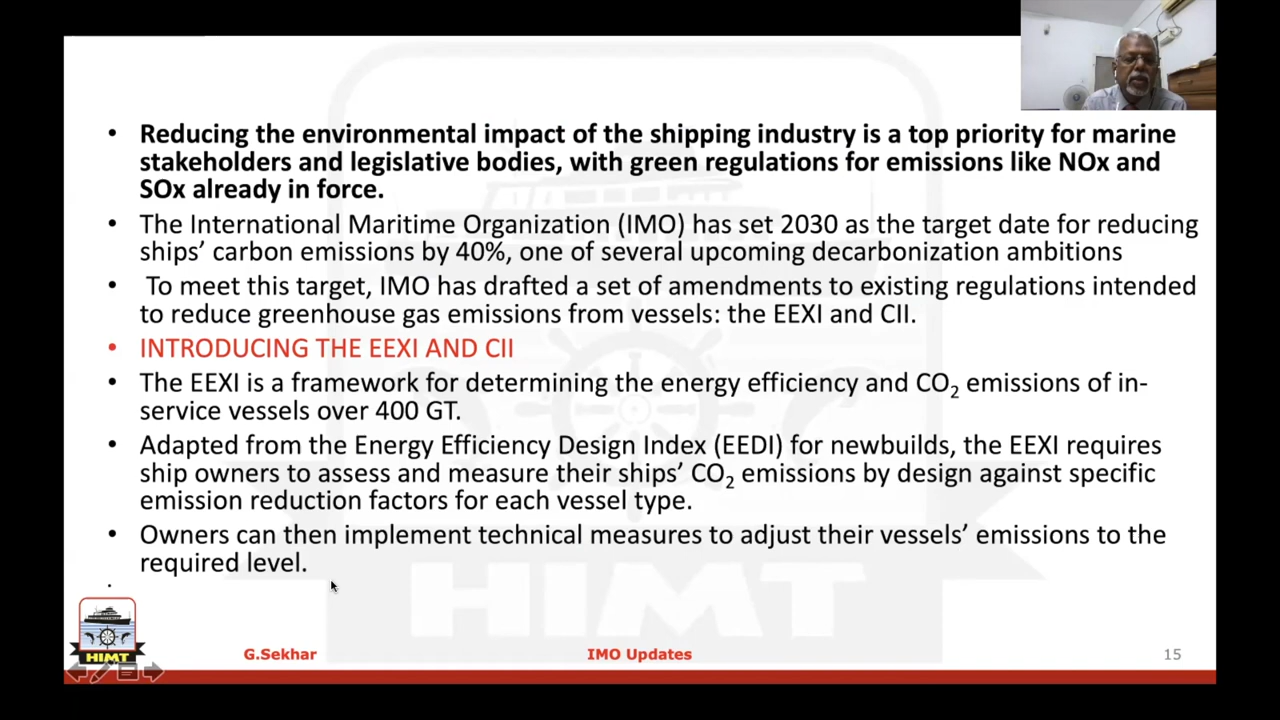 • Reducing the environmental impact of the shipping industry is a top priority for marine
stakeholders and legislative bodies, with green regulations for emissions like NOx and
SOx already in force.
• The International Maritime Organization (IMO) has set 2030 as the target date for reducing
ships’ carbon emissions by 40%, one of several upcoming decarbonization ambitions
• To meet this target, IMO has drafted a set of amendments to existing regulations intended
to reduce greenhouse gas emissions from vessels: the EEXI and CII.
• INTRODUCING THE EEXI AND CII
• The EEXI is a framework for determining the energy efficiency and CO₂ emissions of in-
service vessels over 400 GT.
• Adapted from the Energy Efficiency Design Index (EEDI) for newbuilds, the EEXI requires
ship owners to assess and measure their ships’ CO₂ emissions by design against specific
emission reduction factors for each vessel type.
• Owners can then implement technical measures to adjust their vessels’ emissions to the
required level.
HIMT
HIMT
G.Sekhar
IMO Updates
15